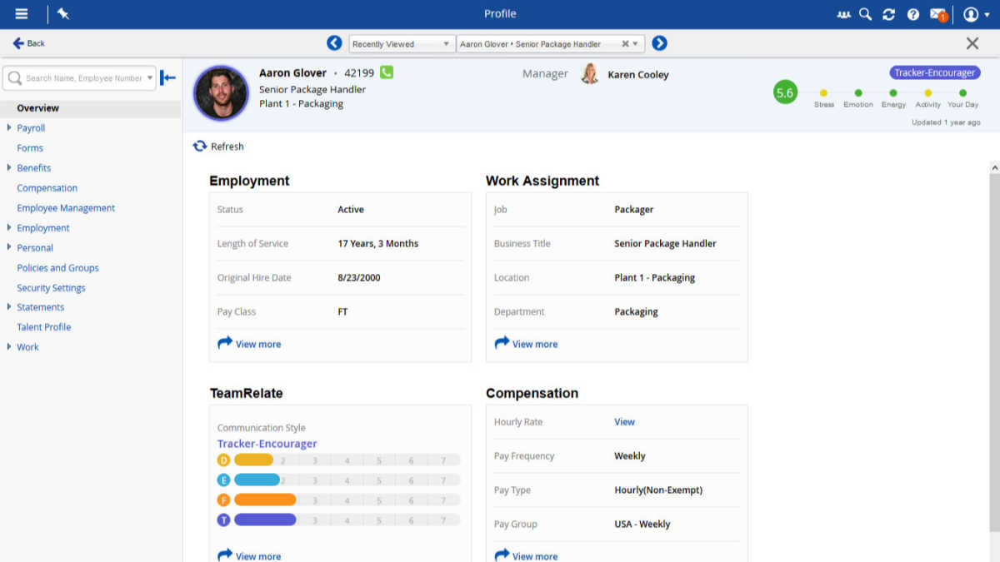 Profile
1
Back
Recently Viewed
Aaron Glover • Senior Package Handler
Search Name, Employee Number
Overview
Payroll
Forms
Benefits
Compensation
Employee Management
Employment
Personal
Policies and Groups
Security Settings
Statements
Talent Profile
Work
Aaron Glover • 42199
Senior Package Handler
Plant 1 - Packaging
Manager Karen Cooley
5.6
Tracker-Encourager
Stress Emotion Energy Activity Your Day
Updated 1 year ago
Refresh
Employment
Status Active
Length of Service 17 Years, 3 Months
Original Hire Date 8/23/2000
Pay Class FT
View more
Work Assignment
Job Packager
Business Title Senior Package Handler
Location Plant 1 - Packaging
Department Packaging
View more
TeamRelate
Communication Style
Tracker-Encourager
D 2 3 4 5 6 7
E 2 3 4 5 6 7
F 3 4 5 6 7
T 3 4 5 6 7
View more
Compensation
Hourly Rate View
Pay Frequency Weekly
Pay Type Hourly(Non-Exempt)
Pay Group USA - Weekly
View more